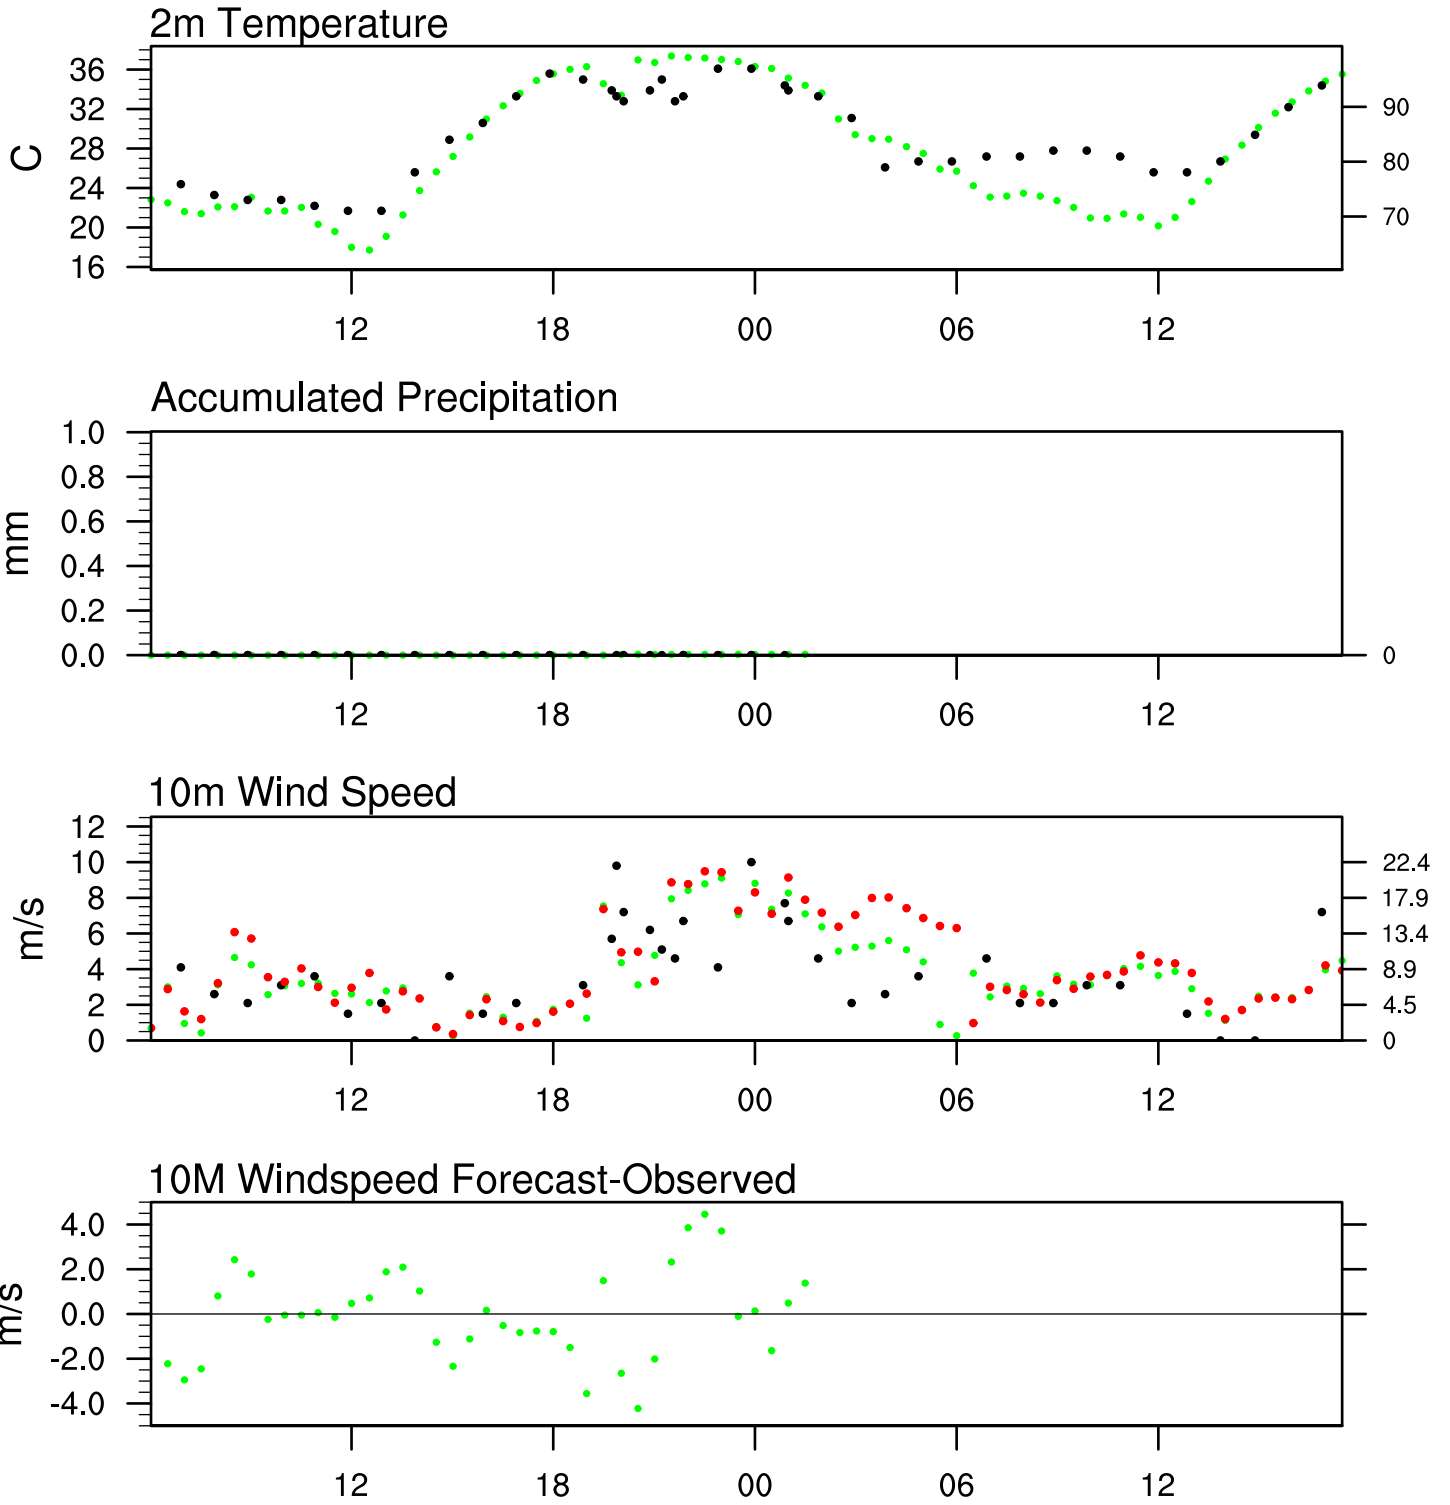 2m Temperature
36
32
28
24
20
16
C
90
80
70
12 18 00 06 12
Accumulated Precipitation
1.0
0.8
0.6
0.4
0.2
0.0
mm
0
12 18 00 06 12
10m Wind Speed
12
10
8
6
4
2
0
m/s
22.4
17.9
13.4
8.9
4.5
0
12 18 00 06 12
10M Windspeed Forecast-Observed
4.0
2.0
0.0
-2.0
-4.0
m/s
12 18 00 06 12